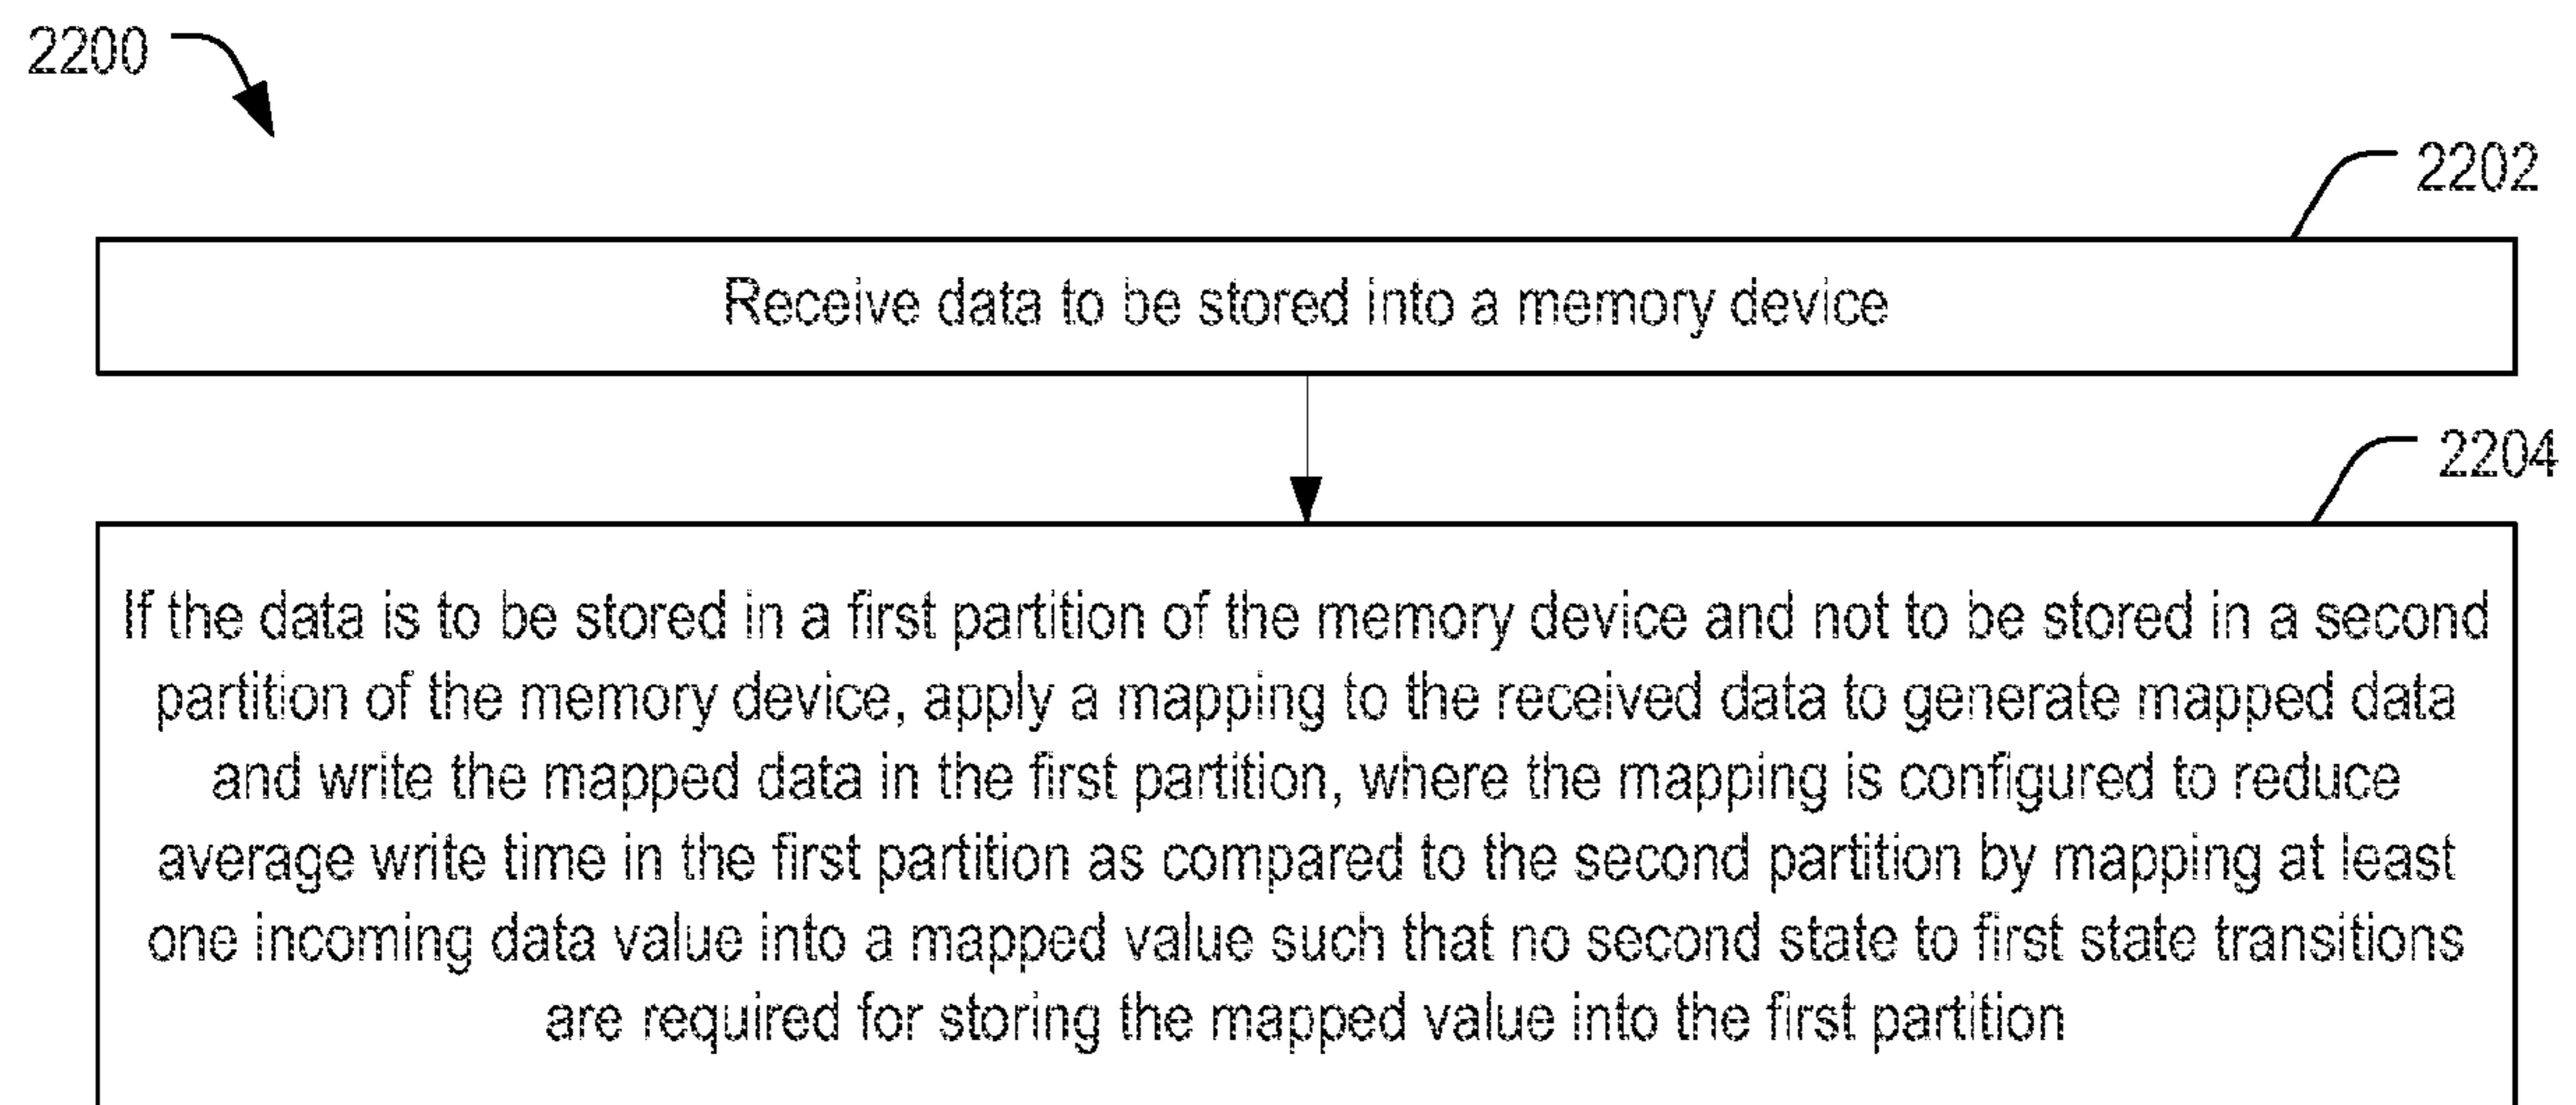 2200
2202
Receive data to be stored into a memory device
2204
If the data is to be stored in a first partition of the memory device and not to be stored in a second
partition of the memory device, apply a mapping to the received data to generate mapped data
and write the mapped data in the first partition, where the mapping is configured to reduce
average write time in the first partition as compared to the second partition by mapping at least
one incoming data value into a mapped value such that no second state to first state transitions
are required for storing the mapped value into the first partition